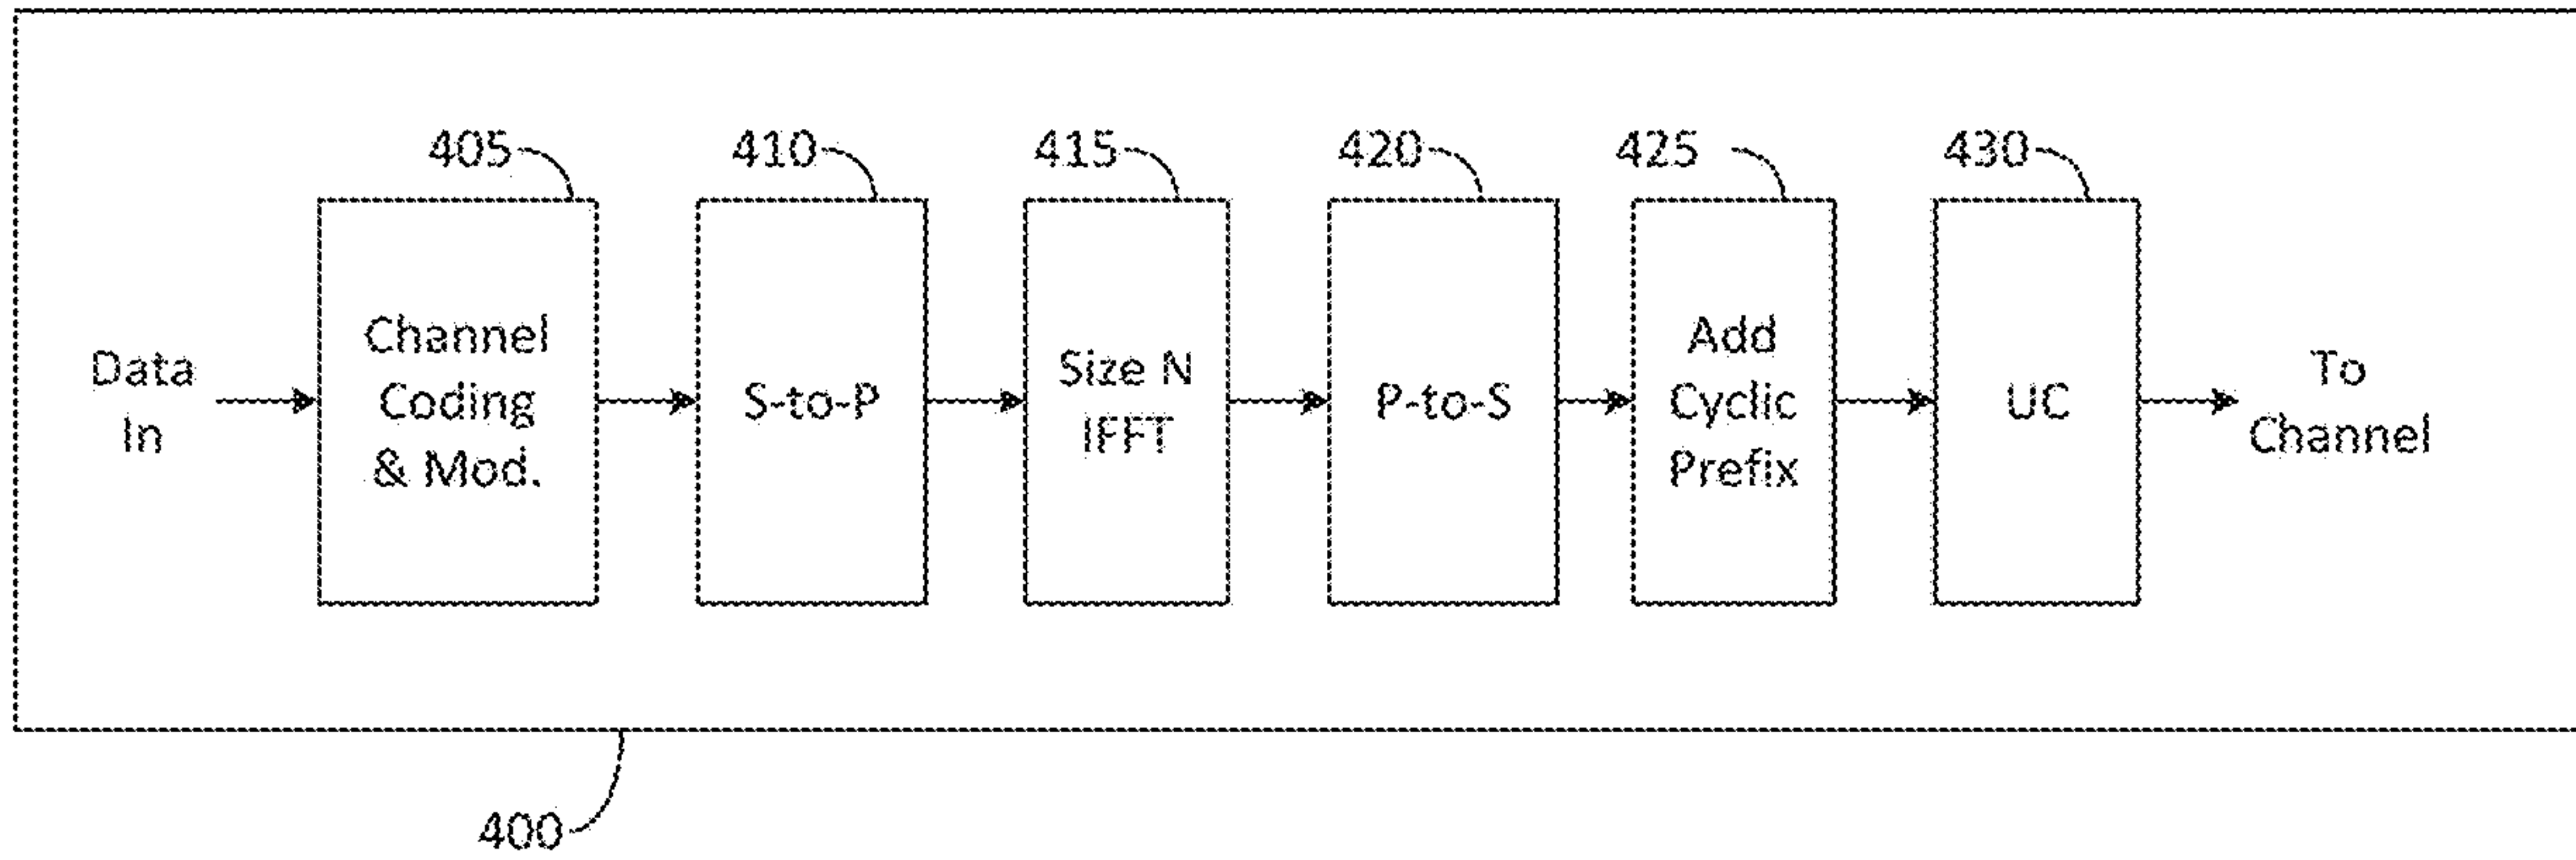 405
410
415
420
425
430
Data
In
Channel
Coding
& Mod.
S-to-P
Size N
IFFT
P-to-S
Add
Cyclic
Prefix
UC
To
Channel
400